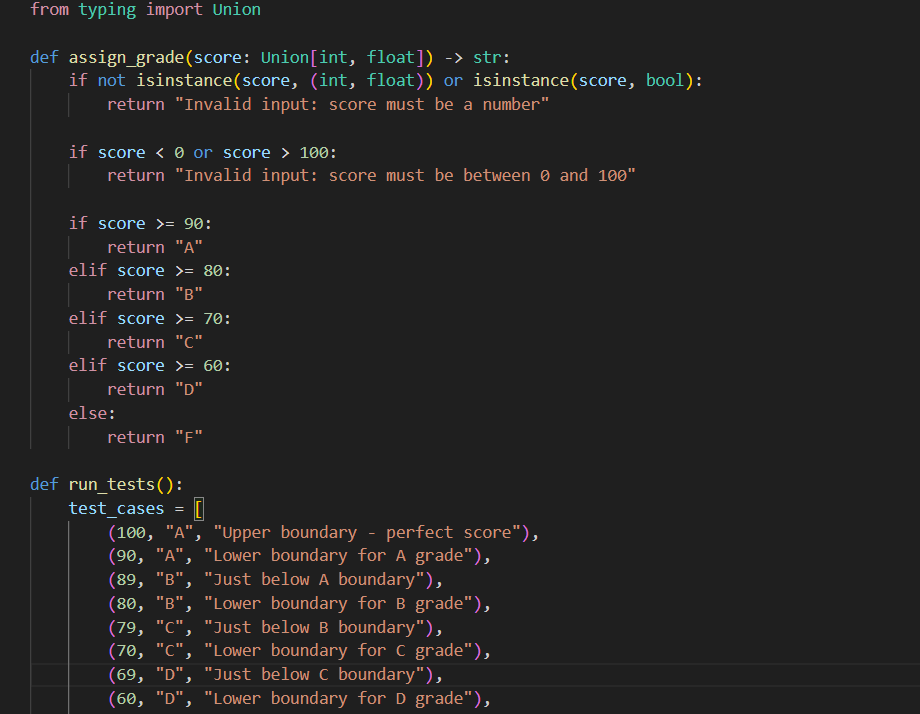 from typing import Union
def assign_grade(score: Union[int, float]) -> str:
if not isinstance(score, (int, float)) or isinstance(score, bool):
return "Invalid input: score must be a number"
if score < 0 or score > 100:
return "Invalid input: score must be between 0 and 100"
if score >= 90:
return "A"
elif score >= 80:
return "B"
elif score >= 70:
return "C"
elif score >= 60:
return "D"
else:
return "F"
def run_tests():
test_cases = [
(100, "A", "Upper boundary - perfect score"),
(90, "A", "Lower boundary for A grade"),
(89, "B", "Just below A boundary"),
(80, "B", "Lower boundary for B grade"),
(79, "C", "Just below B boundary"),
(70, "C", "Lower boundary for C grade"),
(69, "D", "Just below C boundary"),
(60, "D", "Lower boundary for D grade"),